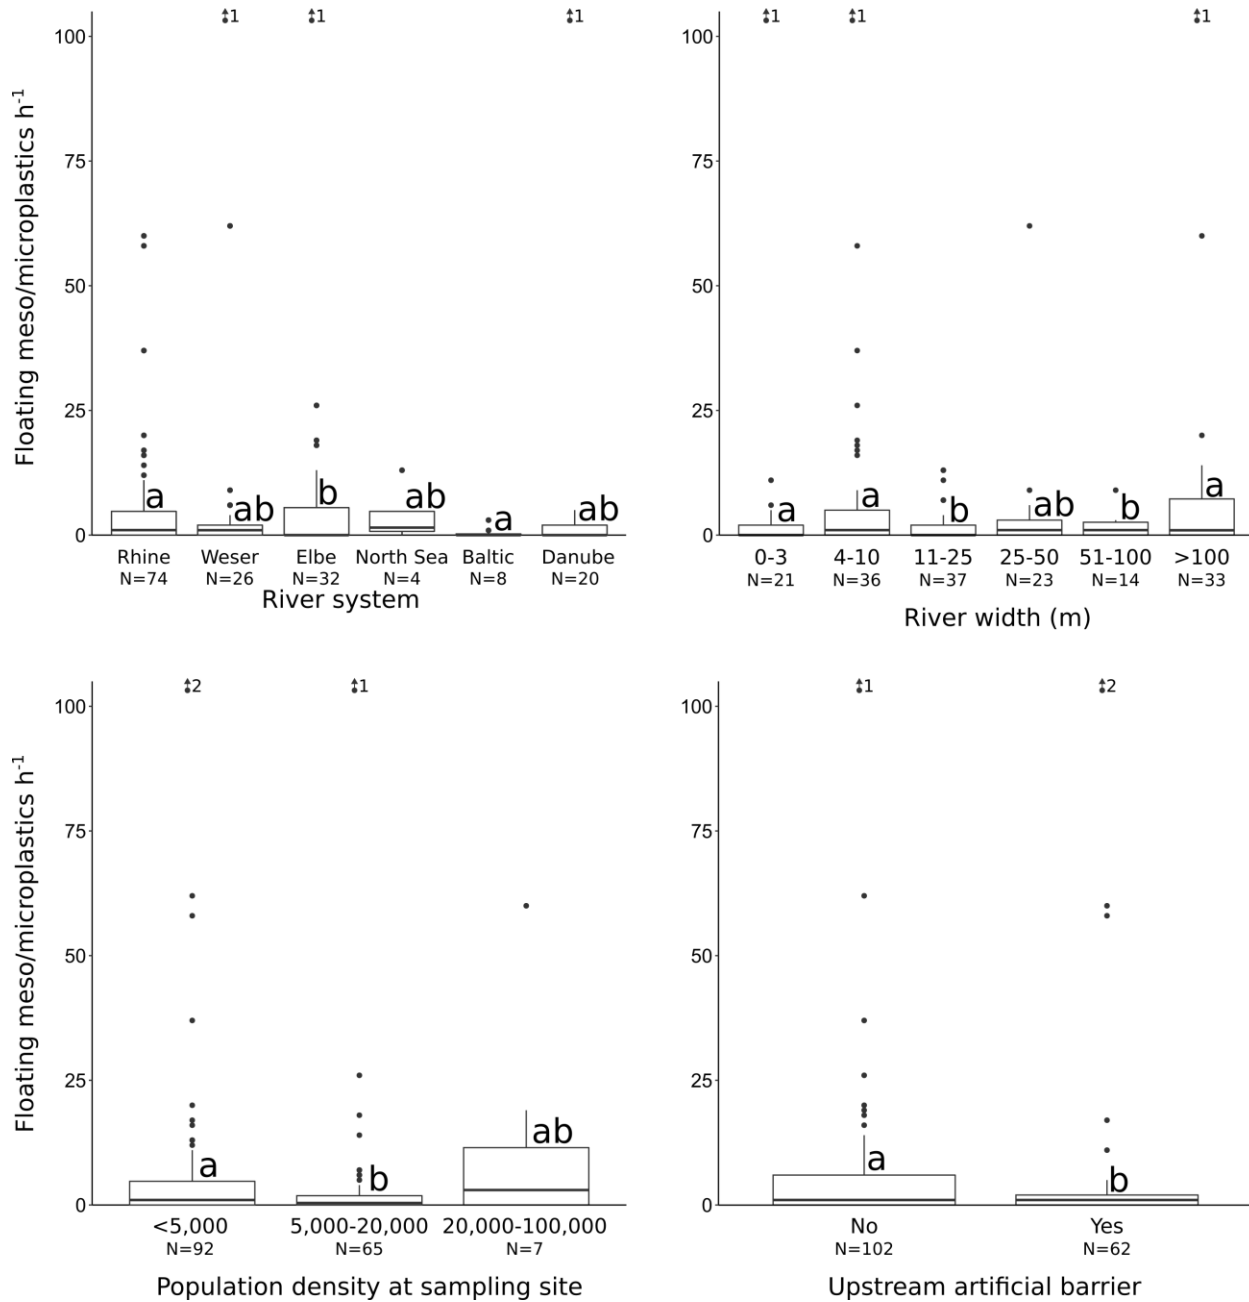 1 1 1
100
75
50
25
0
Floating meso/microplastics h-1
a ab b ab a ab
Rhine Weser Elbe North Sea Baltic Danube
N=74 N=26 N=32 N=4 N=8 N=20
River system
1 1 1
100
75
50
25
0
Floating meso/microplastics h-1
a a b ab b a
0-3 4-10 11-25 25-50 51-100 >100
N=21 N=36 N=37 N=23 N=14 N=33
River width (m)
2 1
100
75
50
25
0
Floating meso/microplastics h-1
a b ab
<5,000 5,000-20,000 20,000-100,000
N=92 N=65 N=7
Population density at sampling site
1 2
100
75
50
25
0
a b
No Yes
N=102 N=62
Upstream artificial barrier